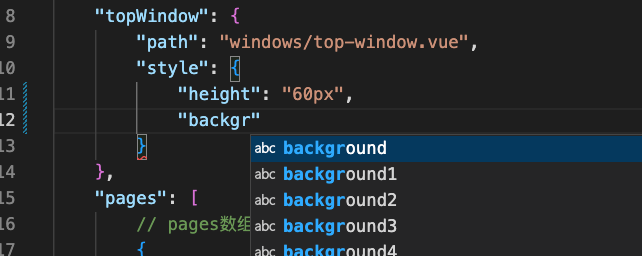 8 "topWindow": {
9 "path": "windows/top-window.vue",
10 "style": {
11 "height": "60px",
12 "backgr"
13 }
14 },
15 "pages": [
16 // pages数组
17 {
abc background
abc background1
abc background2
abc background3
abc background4